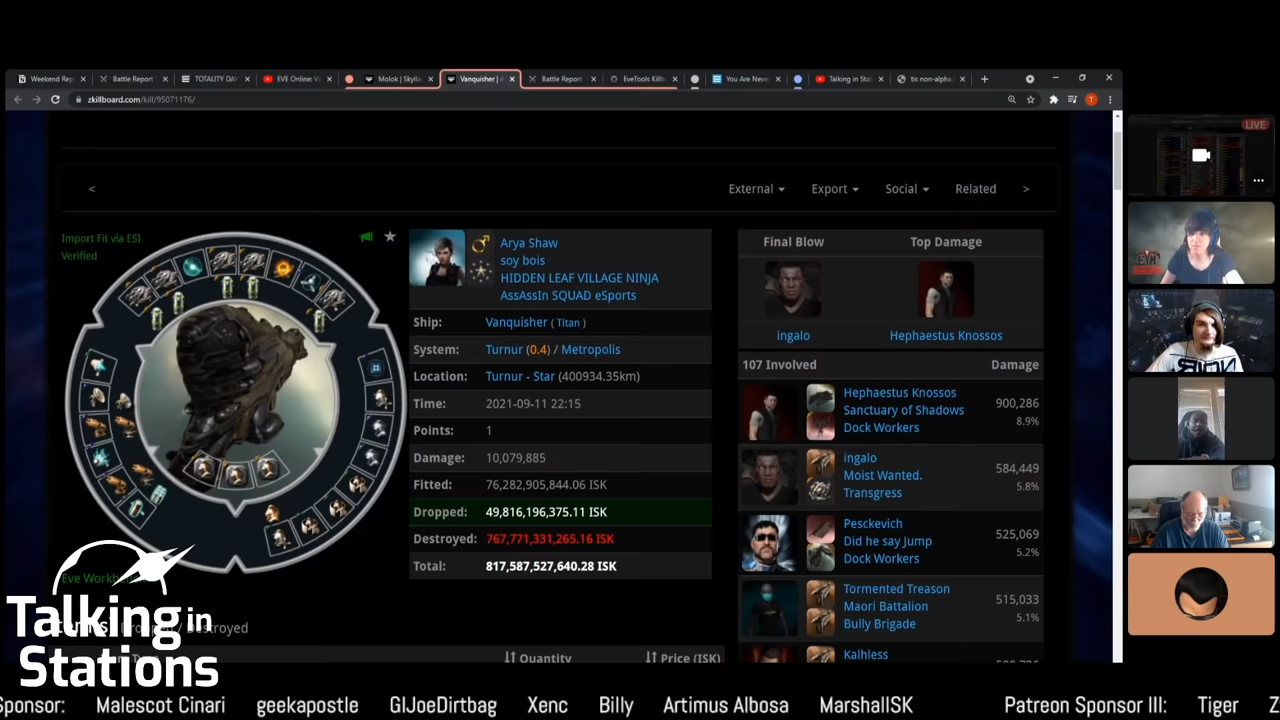 Weekend Rep
Battle Report
TOTALITY DAY
EVE Online: V
Molok | Skylla
Vanquisher | A
Battle Report
EveTools Killb
You Are Neve
Talking in Stat
tis non-alpha
zkillboard.com/kill/95071176/
LIVE
<
External
Export
Social
Related
>
Import Fit via ESI
Verified
Arya Shaw
soy bois
HIDDEN LEAF VILLAGE NINJA
AssAssIn SQUAD eSports
Ship: Vanquisher ( Titan )
System: Turnur (0.4) / Metropolis
Location: Turnur - Star (400934.35km)
Time: 2021-09-11 22:15
Points: 1
Damage: 10,079,885
Fitted: 76,282,905,844.06 ISK
Dropped: 49,816,196,375.11 ISK
Destroyed: 767,771,331,265.16 ISK
Total: 817,587,527,640.28 ISK
Final Blow
Top Damage
ingalo
Hephaestus Knossos
107 Involved
Damage
Hephaestus Knossos
Sanctuary of Shadows
Dock Workers
900,286
8.9%
ingalo
Moist Wanted.
Transgress
584,449
5.8%
Pesckevich
Did he say Jump
Dock Workers
525,069
5.2%
Tormented Treason
Maori Battalion
Bully Brigade
515,033
5.1%
Kalhless
Eve Workbe
Talking in
Stations
Dropped / Destroyed
Quantity
Price (ISK)
Sponsor: Malescot Cinari geekapostle GIJoeDirtbag Xenc Billy Artimus Albosa MarshallSK Patreon Sponsor III: Tiger Z